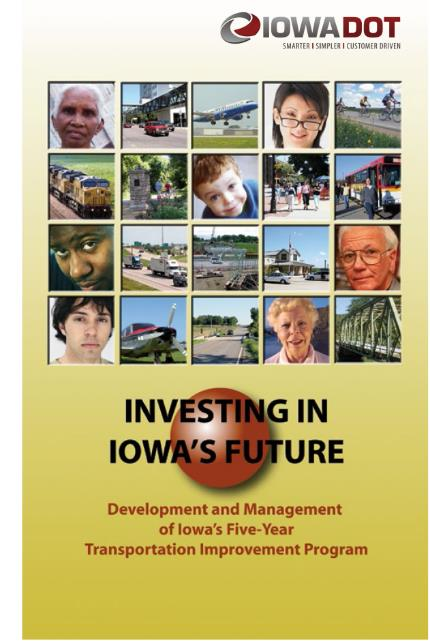 IOWADOT
SMARTER | SIMPLER | CUSTOMER DRIVEN
INVESTING IN
IOWA'S FUTURE
Development and Management
of Iowa's Five-Year
Transportation Improvement Program